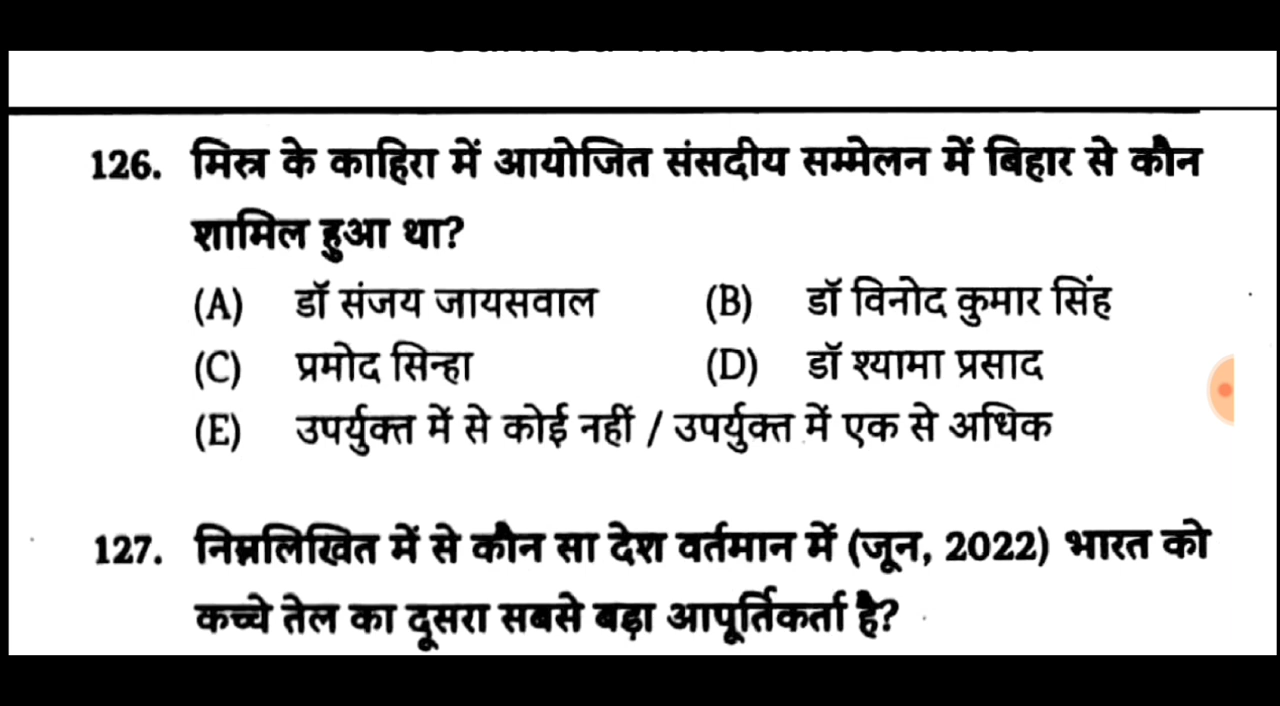 126. मिस्र के काहिरा में आयोजित संसदीय सम्मेलन में बिहार से कौन
शामिल हुआ था?
(A) डॉ संजय जायसवाल (B) डॉ विनोद कुमार सिंह
(C) प्रमोद सिन्हा (D) डॉ श्यामा प्रसाद
(E) उपर्युक्त में से कोई नहीं / उपर्युक्त में एक से अधिक
127. निम्नलिखित में से कौन सा देश वर्तमान में (जून, 2022) भारत को
कच्चे तेल का दूसरा सबसे बड़ा आपूर्तिकर्ता है?